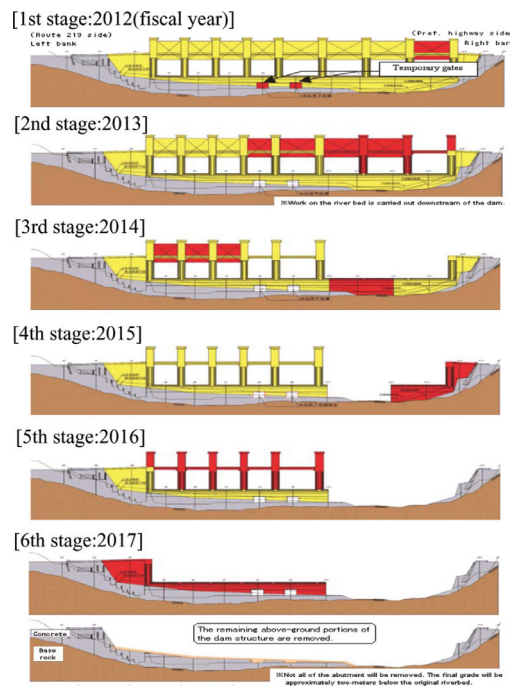 [1st stage:2012(fiscal year)]
(Route 219 side)
Left bank
(Pref. highway side
Right bar
Temporary gates
[2nd stage:2013]
※Work on the river bed is carried out downstream of the dam.
[3rd stage:2014]
[4th stage:2015]
[5th stage:2016]
[6th stage:2017]
The remaining above-ground portions of
the dam structure are removed.
Concrete
Base
rock
※Not all of the abutment will be removed. The final grade will be
approximately two-meters below the original riverbed.